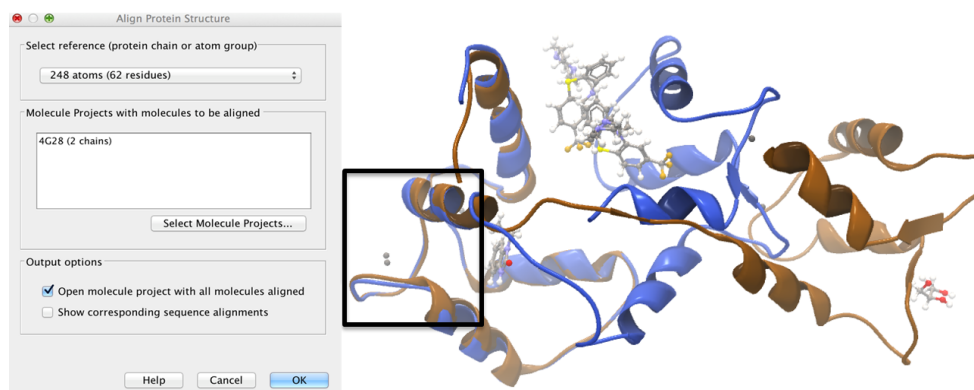 Align Protein Structure
Select reference (protein chain or atom group)
248 atoms (62 residues)
Molecule Projects with molecules to be aligned
4G28 (2 chains)
Select Molecule Projects...
Output options
Open molecule project with all molecules aligned
Show corresponding sequence alignments
Help
Cancel
OK